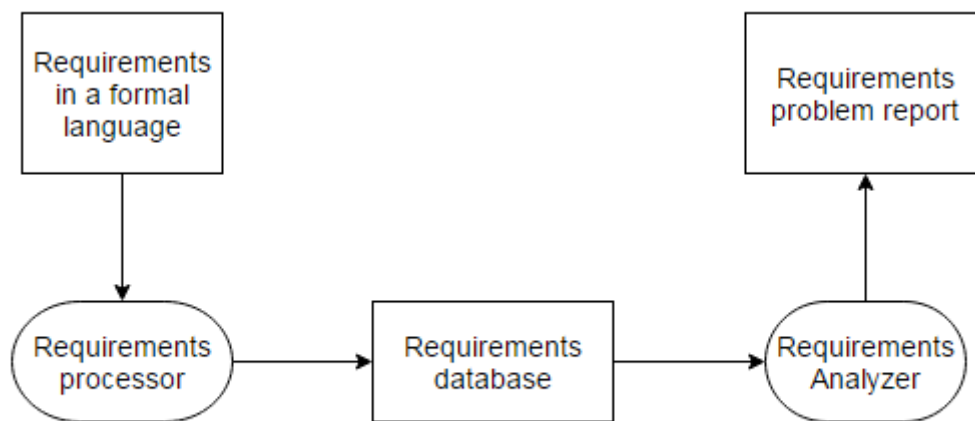 Requirements
in a formal
language
Requirements
problem report
Requirements
processor
Requirements
database
Requirements
Analyzer